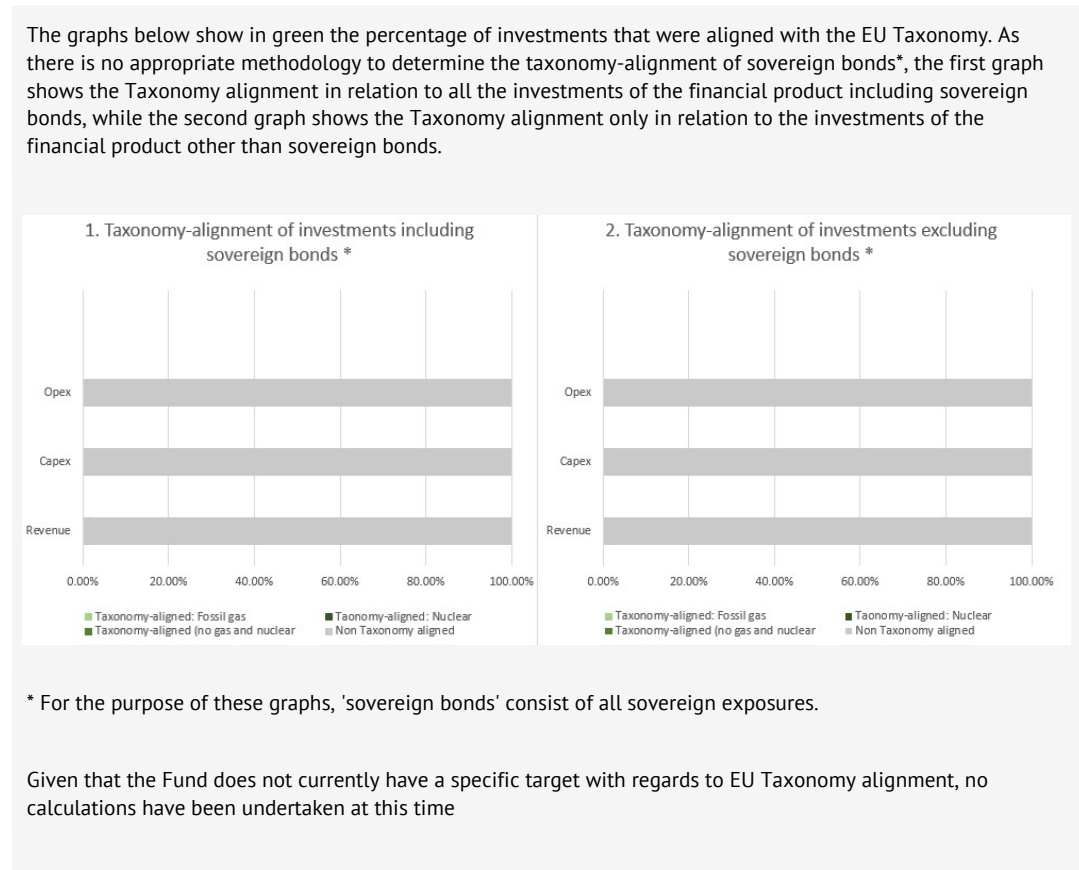 The graphs below show in green the percentage of investments that were aligned with the EU Taxonomy. As
there is no appropriate methodology to determine the taxonomy-alignment of sovereign bonds*, the first graph
shows the Taxonomy alignment in relation to all the investments of the financial product including sovereign
bonds, while the second graph shows the Taxonomy alignment only in relation to the investments of the
financial product other than sovereign bonds.
1. Taxonomy-alignment of investments including
sovereign bonds *
Opex
Capex
Revenue
0.00% 20.00% 40.00% 60.00% 80.00% 100.00%
Taxonomy-aligned: Fossil gas Taonomy-aligned: Nuclear
Taxonomy-aligned (no gas and nuclear Non Taxonomy aligned
2. Taxonomy-alignment of investments excluding
sovereign bonds *
Opex
Capex
Revenue
0.00% 20.00% 40.00% 60.00% 80.00% 100.00%
Taxonomy-aligned: Fossil gas Taonomy-aligned: Nuclear
Taxonomy-aligned (no gas and nuclear Non Taxonomy aligned
* For the purpose of these graphs, 'sovereign bonds' consist of all sovereign exposures.
Given that the Fund does not currently have a specific target with regards to EU Taxonomy alignment, no
calculations have been undertaken at this time